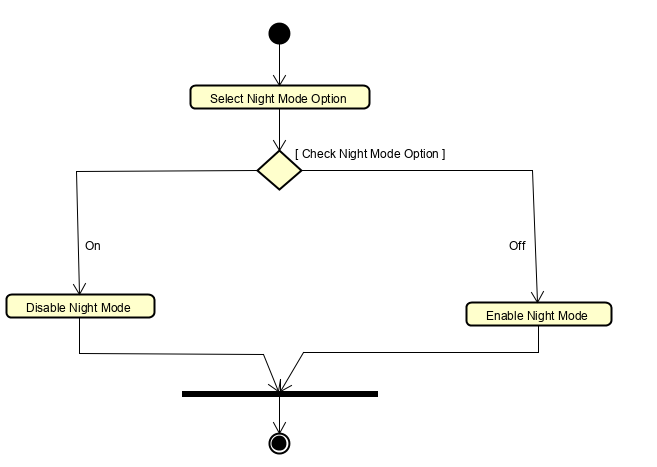 Select Night Mode Option
[ Check Night Mode Option ]
On
Off
Disable Night Mode
Enable Night Mode